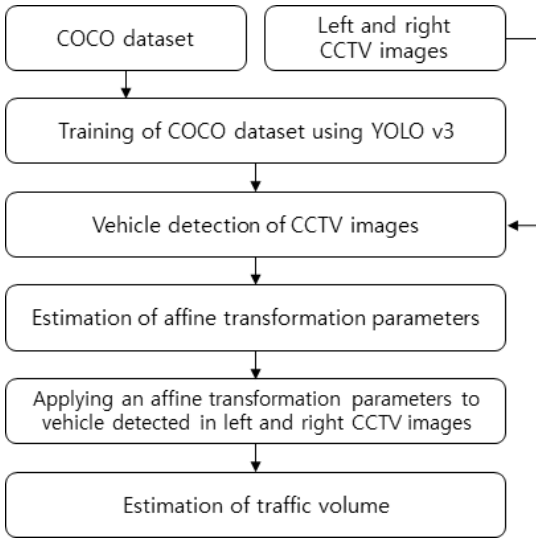 COCO dataset
Left and right
CCTV images
Training of COCO dataset using YOLO v3
Vehicle detection of CCTV images
Estimation of affine transformation parameters
Applying an affine transformation parameters to
vehicle detected in left and right CCTV images
Estimation of traffic volume